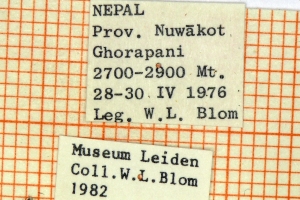 NEPAL
Prov. Nuwākot
Ghorapani
2700-2900 Mt.
28-30 IV 1976
Leg. W.L. Blom
Museum Leiden
Coll.W.L.Blom
1982